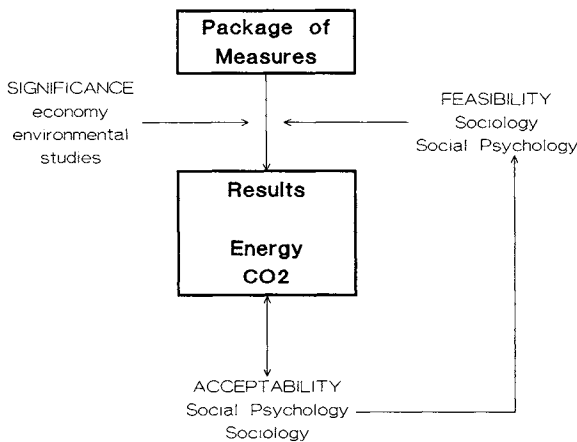 Package of
Measures
SIGNIFICANCE
economy
environmental
studies
FEASIBILITY
Sociology
Social Psychology
Results
Energy
CO2
ACCEPTABILITY
Social Psychology
Sociology